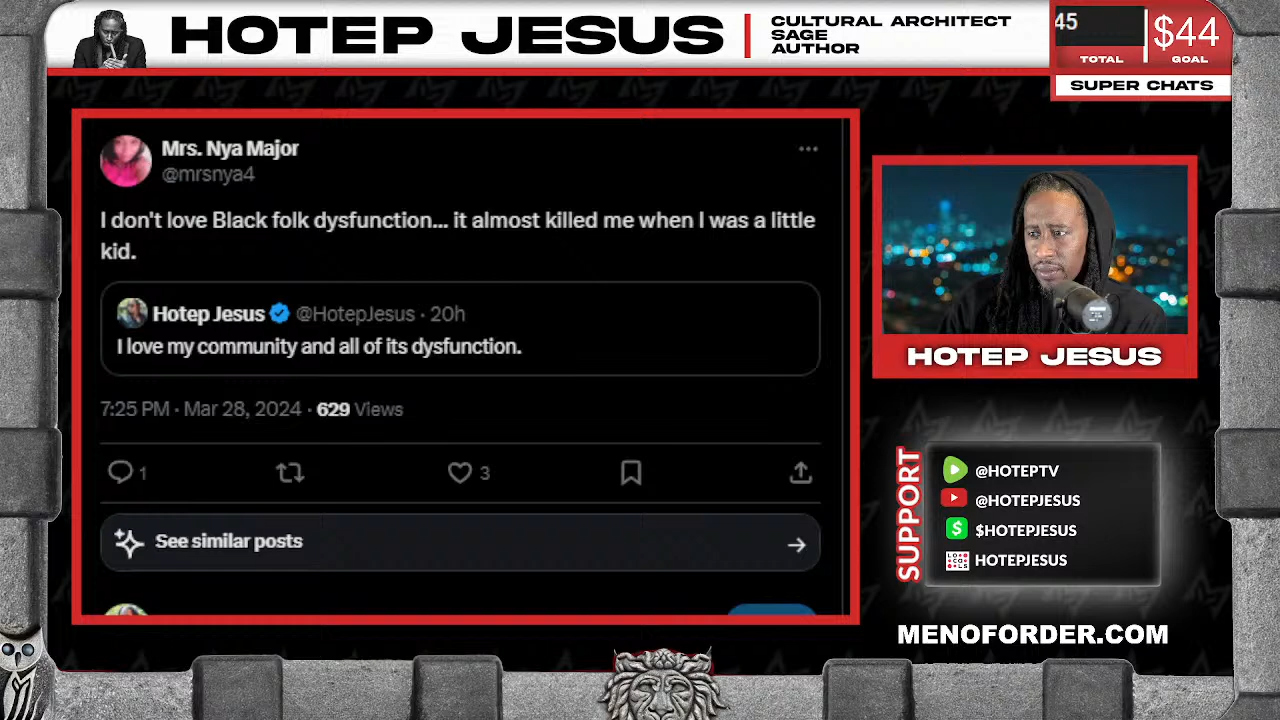 HOTEP JESUS
CULTURAL ARCHITECT
SAGE
AUTHOR
45
$44
TOTAL
GOAL
SUPER CHATS
Mrs. Nya Major
@mrsnya4
I don't love Black folk dysfunction... it almost killed me when I was a little
kid.
Hotep Jesus @HotepJesus · 20h
I love my community and all of its dysfunction.
7:25 PM · Mar 28, 2024 · 629 Views
1
3
See similar posts
HOTEP JESUS
SUPPORT
@HOTEPTV
@HOTEPJESUS
$HOTEPJESUS
LOCALS
HOTEPJESUS
MENOFORDER.COM